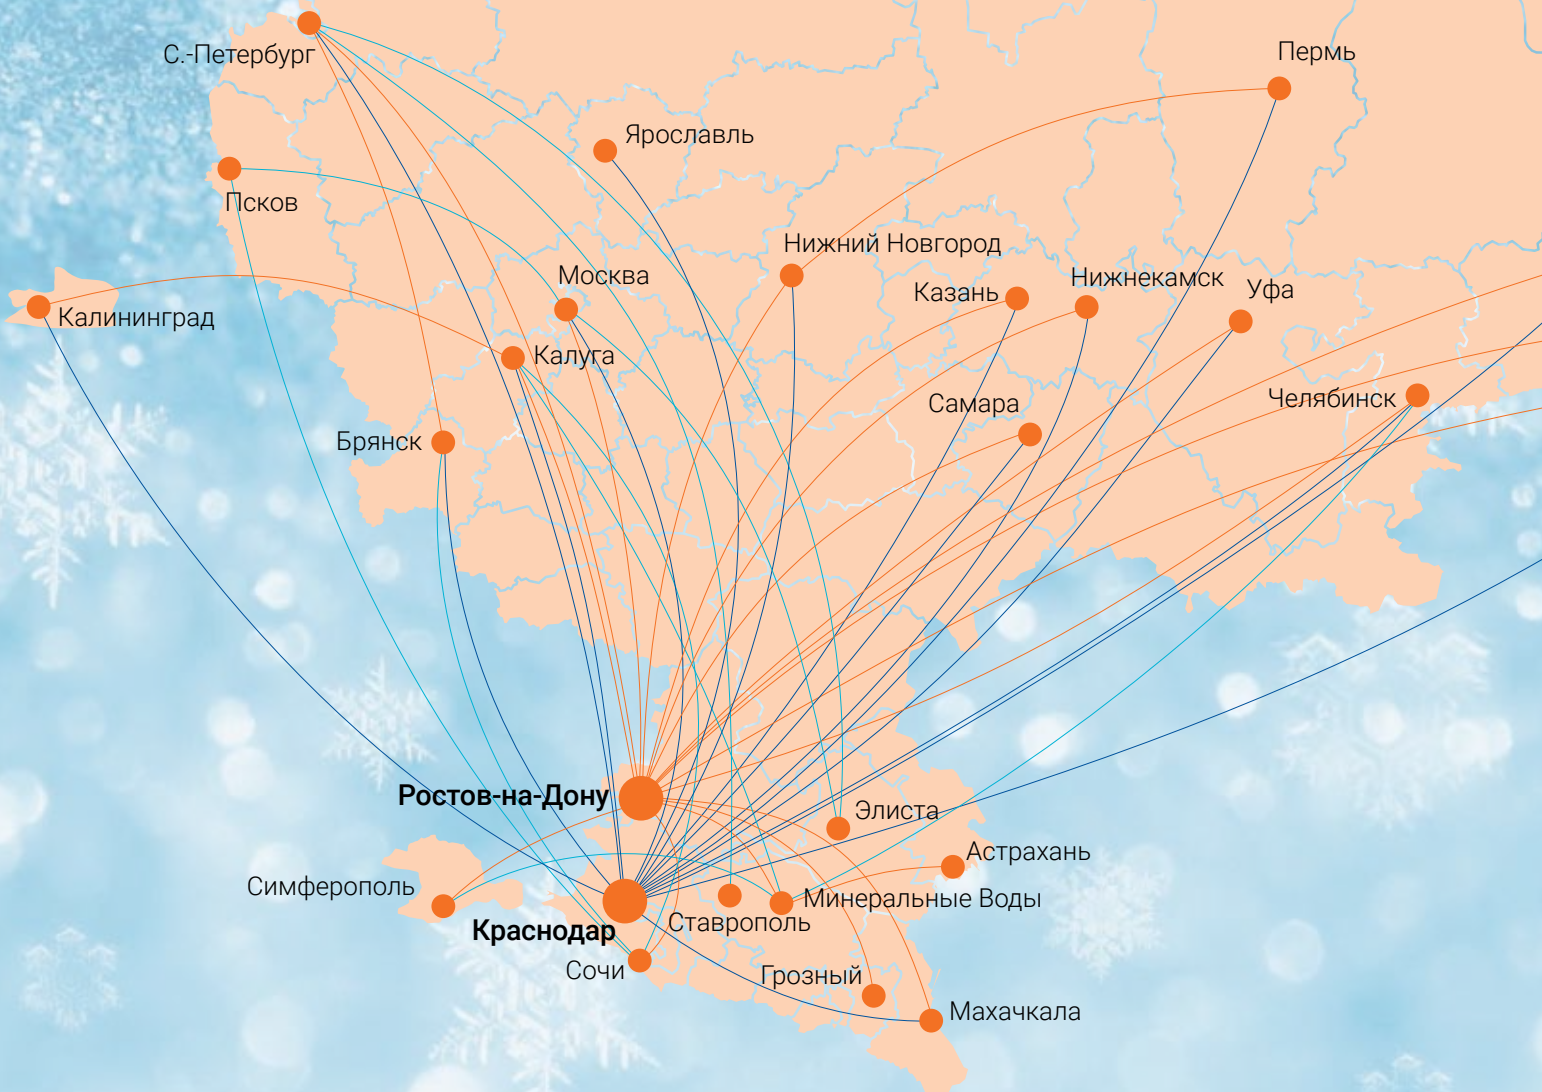 С.-Петербург
Пермь
Ярославль
Псков
Нижний Новгород
Москва
Казань
Нижнекамск
Уфа
Калининград
Калуга
Челябинск
Самара
Брянск
Ростов-на-Дону
Элиста
Астрахань
Симферополь
Минеральные Воды
Ставрополь
Краснодар
Сочи
Грозный
Махачкала